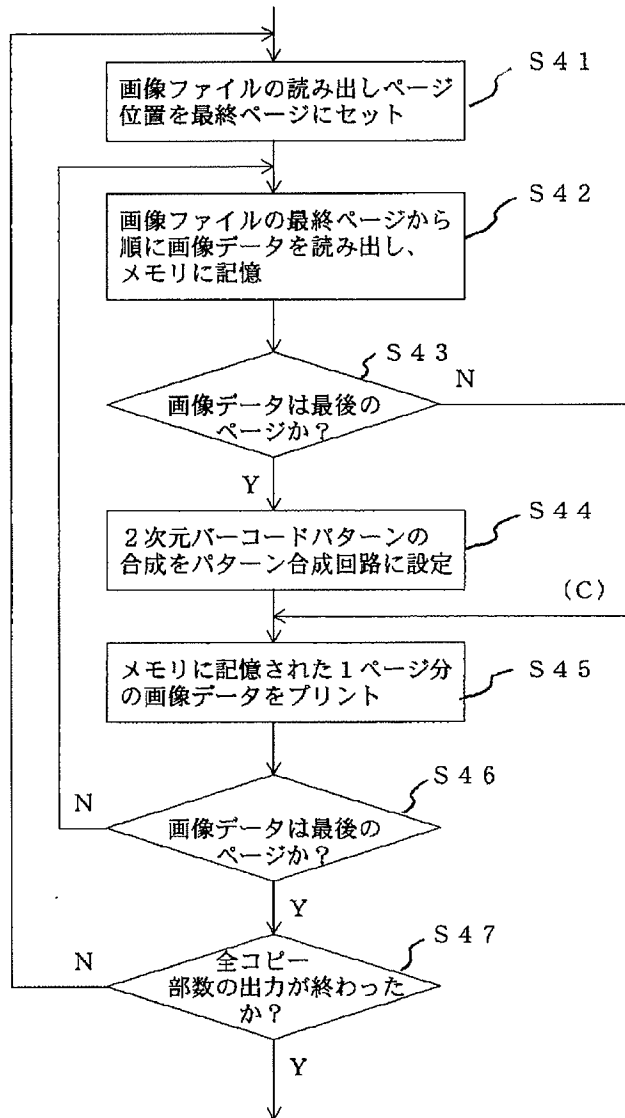 S41
画像ファイルの読み出しページ
位置を最終ページにセット
S42
画像ファイルの最終ページから
順に画像データを読み出し、
メモリに記憶
S43
N
画像データは最後の
ページか?
Y
S44
2次元バーコードパターンの
合成をパターン合成回路に設定
(C)
S45
メモリに記憶された1ページ分
の画像データをプリント
S46
N
画像データは最後の
ページか?
Y
S47
N
全コピー
部数の出力が終わった
か?
Y